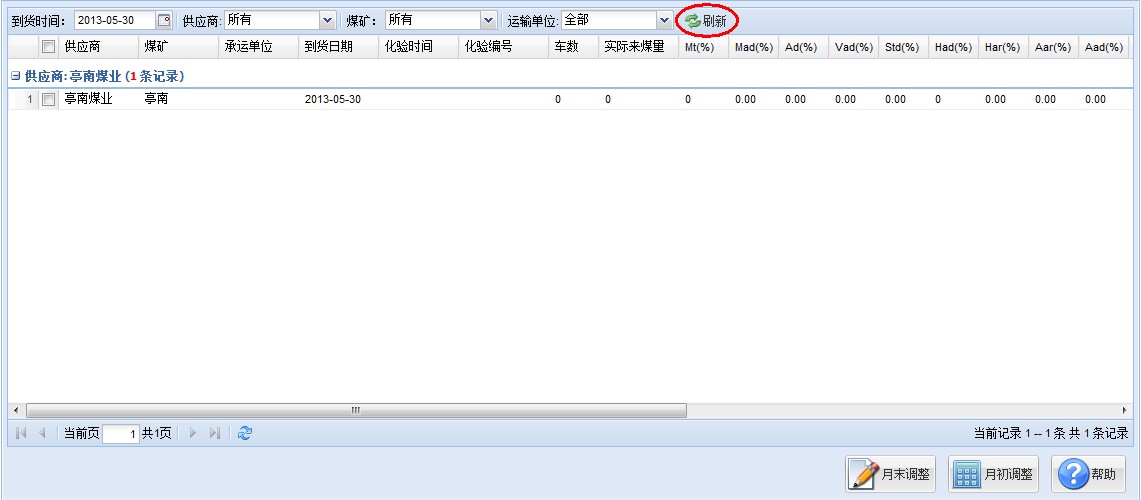 到货时间： 2013-05-30 供应商: 所有 煤矿： 所有 运输单位: 全部 刷新
供应商 煤矿 承运单位 到货日期 化验时间 化验编号 车数 实际来煤量 Mt(%) Mad(%) Ad(%) Vad(%) Std(%) Had(%) Har(%) Aar(%) Aad(%)
供应商: 亭南煤业 (1 条记录)
1 亭南煤业 亭南 2013-05-30 0 0 0 0.00 0.00 0.00 0.00 0 0.00 0.00 0.00
当前页 1 共1页 当前记录 1 -- 1 条 共 1 条记录
月末调整 月初调整 帮助